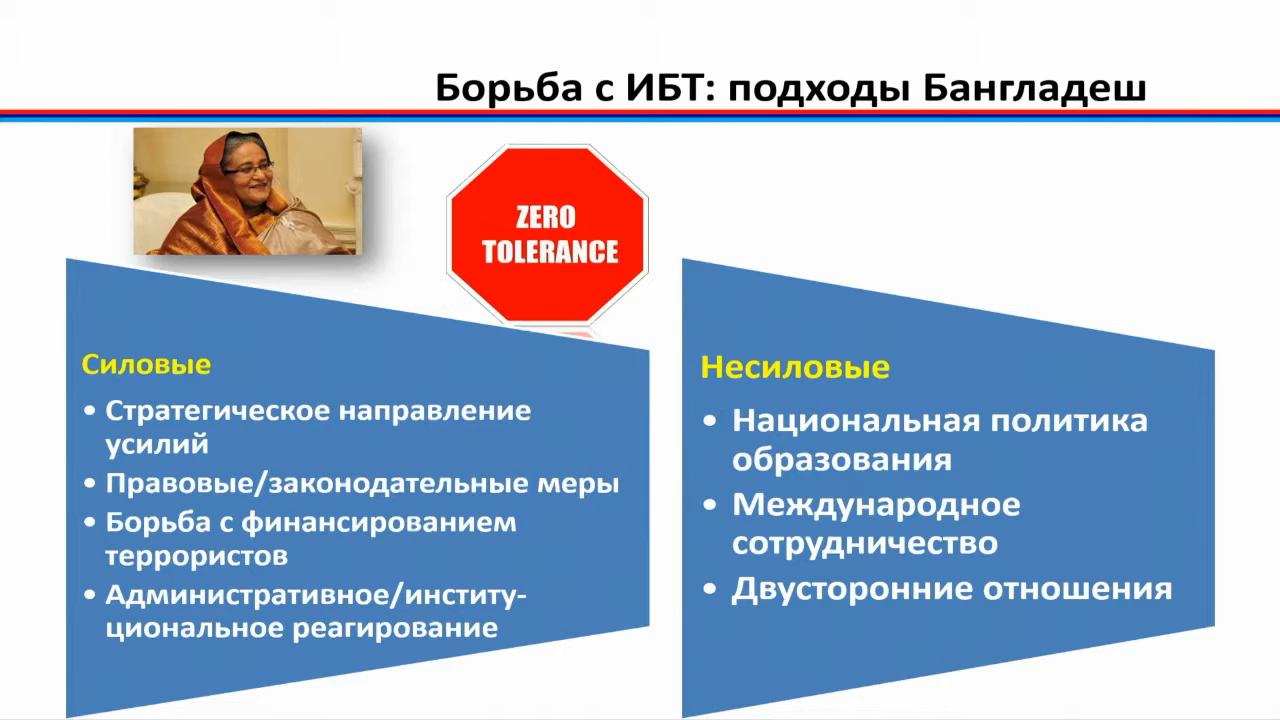 Борьба с ИБТ: подходы Бангладеш
ZERO
TOLERANCE
Силовые
• Стратегическое направление
усилий
• Правовые/законодательные меры
• Борьба с финансированием
террористов
• Административное/институ-
циональное реагирование
Несиловые
• Национальная политика
образования
• Международное
сотрудничество
• Двусторонние отношения